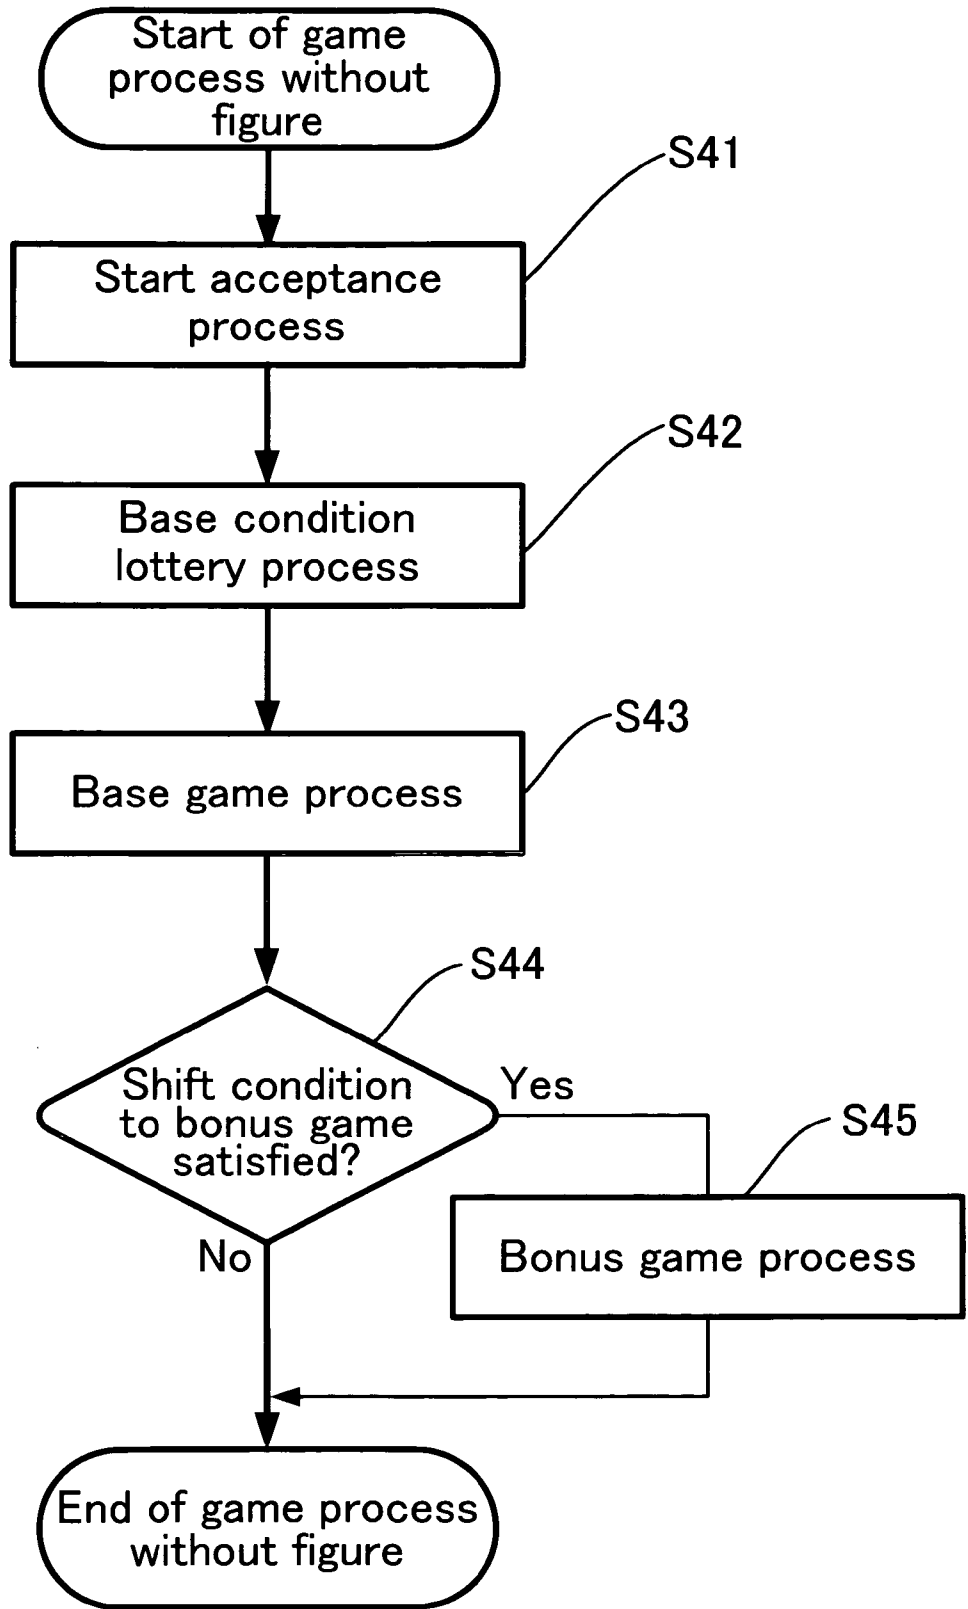 Start of game
process without
figure
S41
Start acceptance
process
S42
Base condition
lottery process
S43
Base game process
S44
Shift condition
to bonus game
satisfied?
Yes
S45
No
Bonus game process
End of game process
without figure